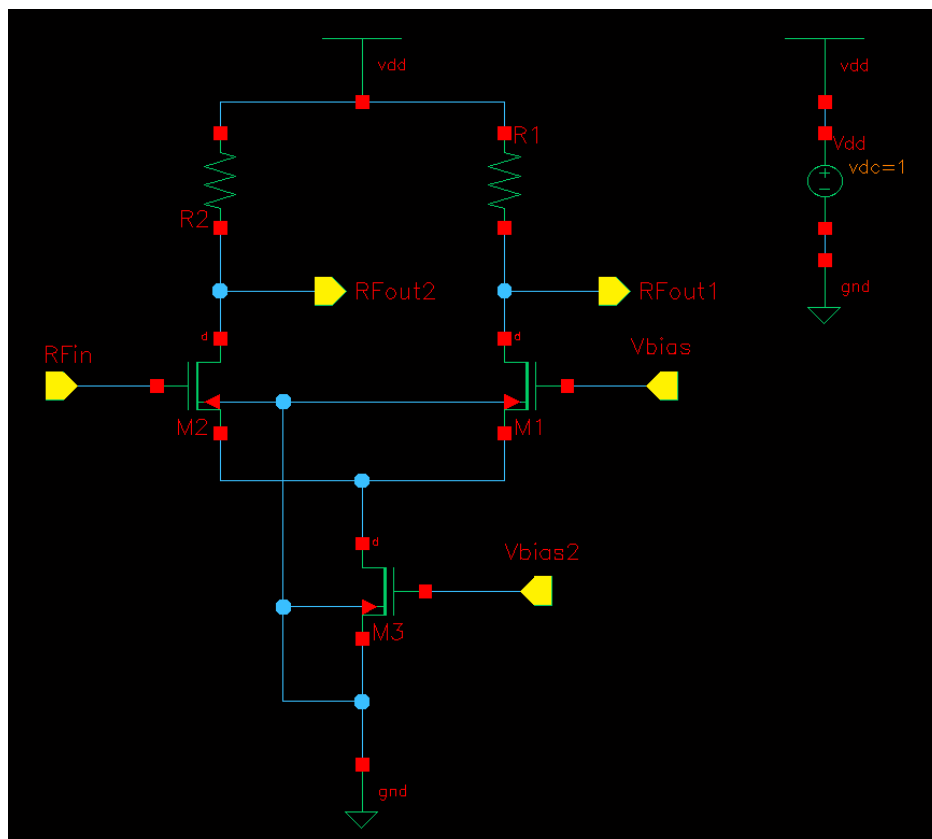 vdd
vdd
R1
Vdd
vdc=1
R2
RFout2
RFout1
gnd
d
d
RFin
Vbias
M2
M1
d
Vbias2
M3
gnd